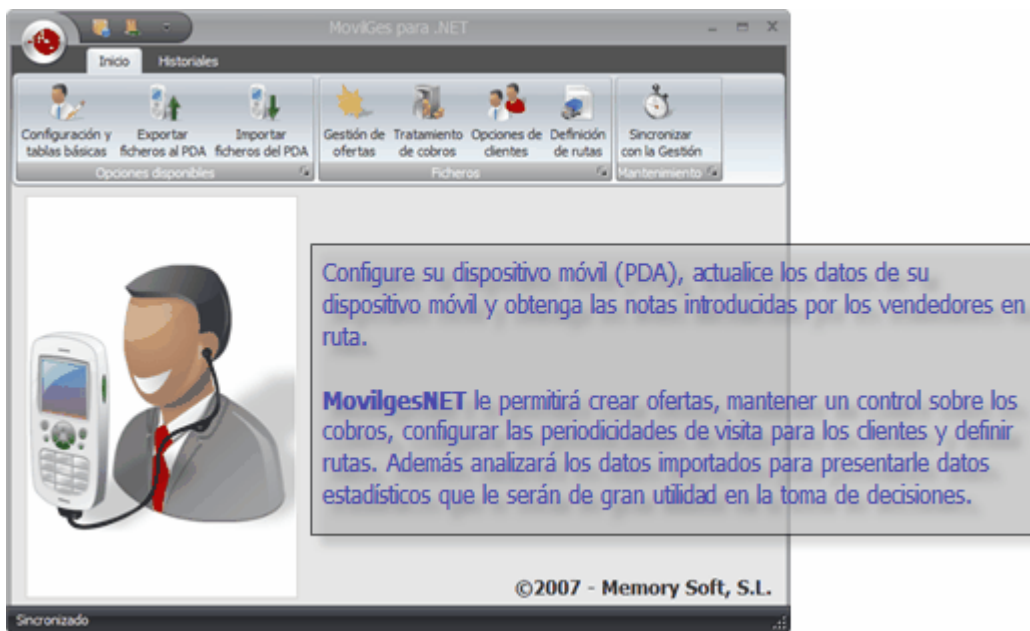 MovilGes para .NET
Inicio Historiales
Configuración y Exportar Importar Gestión de Tratamiento Opciones de Definición Sincronizar
tablas básicas ficheros al PDA ficheros del PDA ofertas de cobros clientes de rutas con la Gestión
Opciones disponibles Ficheros Mantenimiento
Configure su dispositivo móvil (PDA), actualice los datos de su
dispositivo móvil y obtenga las notas introducidas por los vendedores en
ruta.
MovilgesNET le permitirá crear ofertas, mantener un control sobre los
cobros, configurar las periodicidades de visita para los clientes y definir
rutas. Además analizará los datos importados para presentarle datos
estadísticos que le serán de gran utilidad en la toma de decisiones.
©2007 - Memory Soft, S.L.
Sincronizado